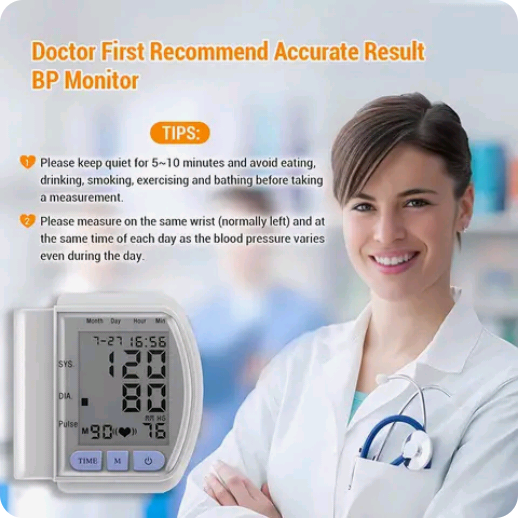 Doctor First Recommend Accurate Result
BP Monitor
TIPS:
1 Please keep quiet for 5~10 minutes and avoid eating,
drinking, smoking, exercising and bathing before taking
a measurement.
2 Please measure on the same wrist (normally left) and at
the same time of each day as the blood pressure varies
even during the day.
Month Day Hour Min
7-27 16:56
SYS. 120
DIA. 80
MM HG
Pulse M 90 76
TIME M